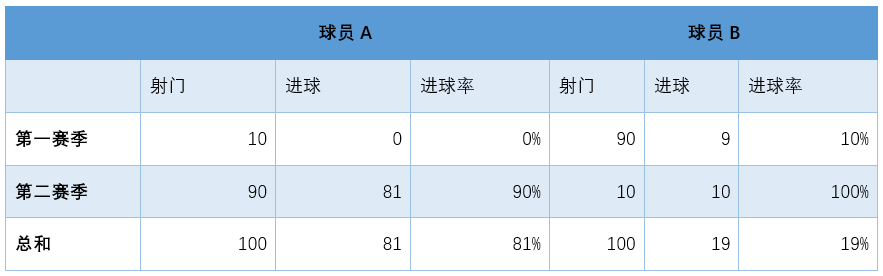 球员 A 球员 B
射门 进球 进球率 射门 进球 进球率
第一赛季 10 0 0% 90 9 10%
第二赛季 90 81 90% 10 10 100%
总和 100 81 81% 100 19 19%